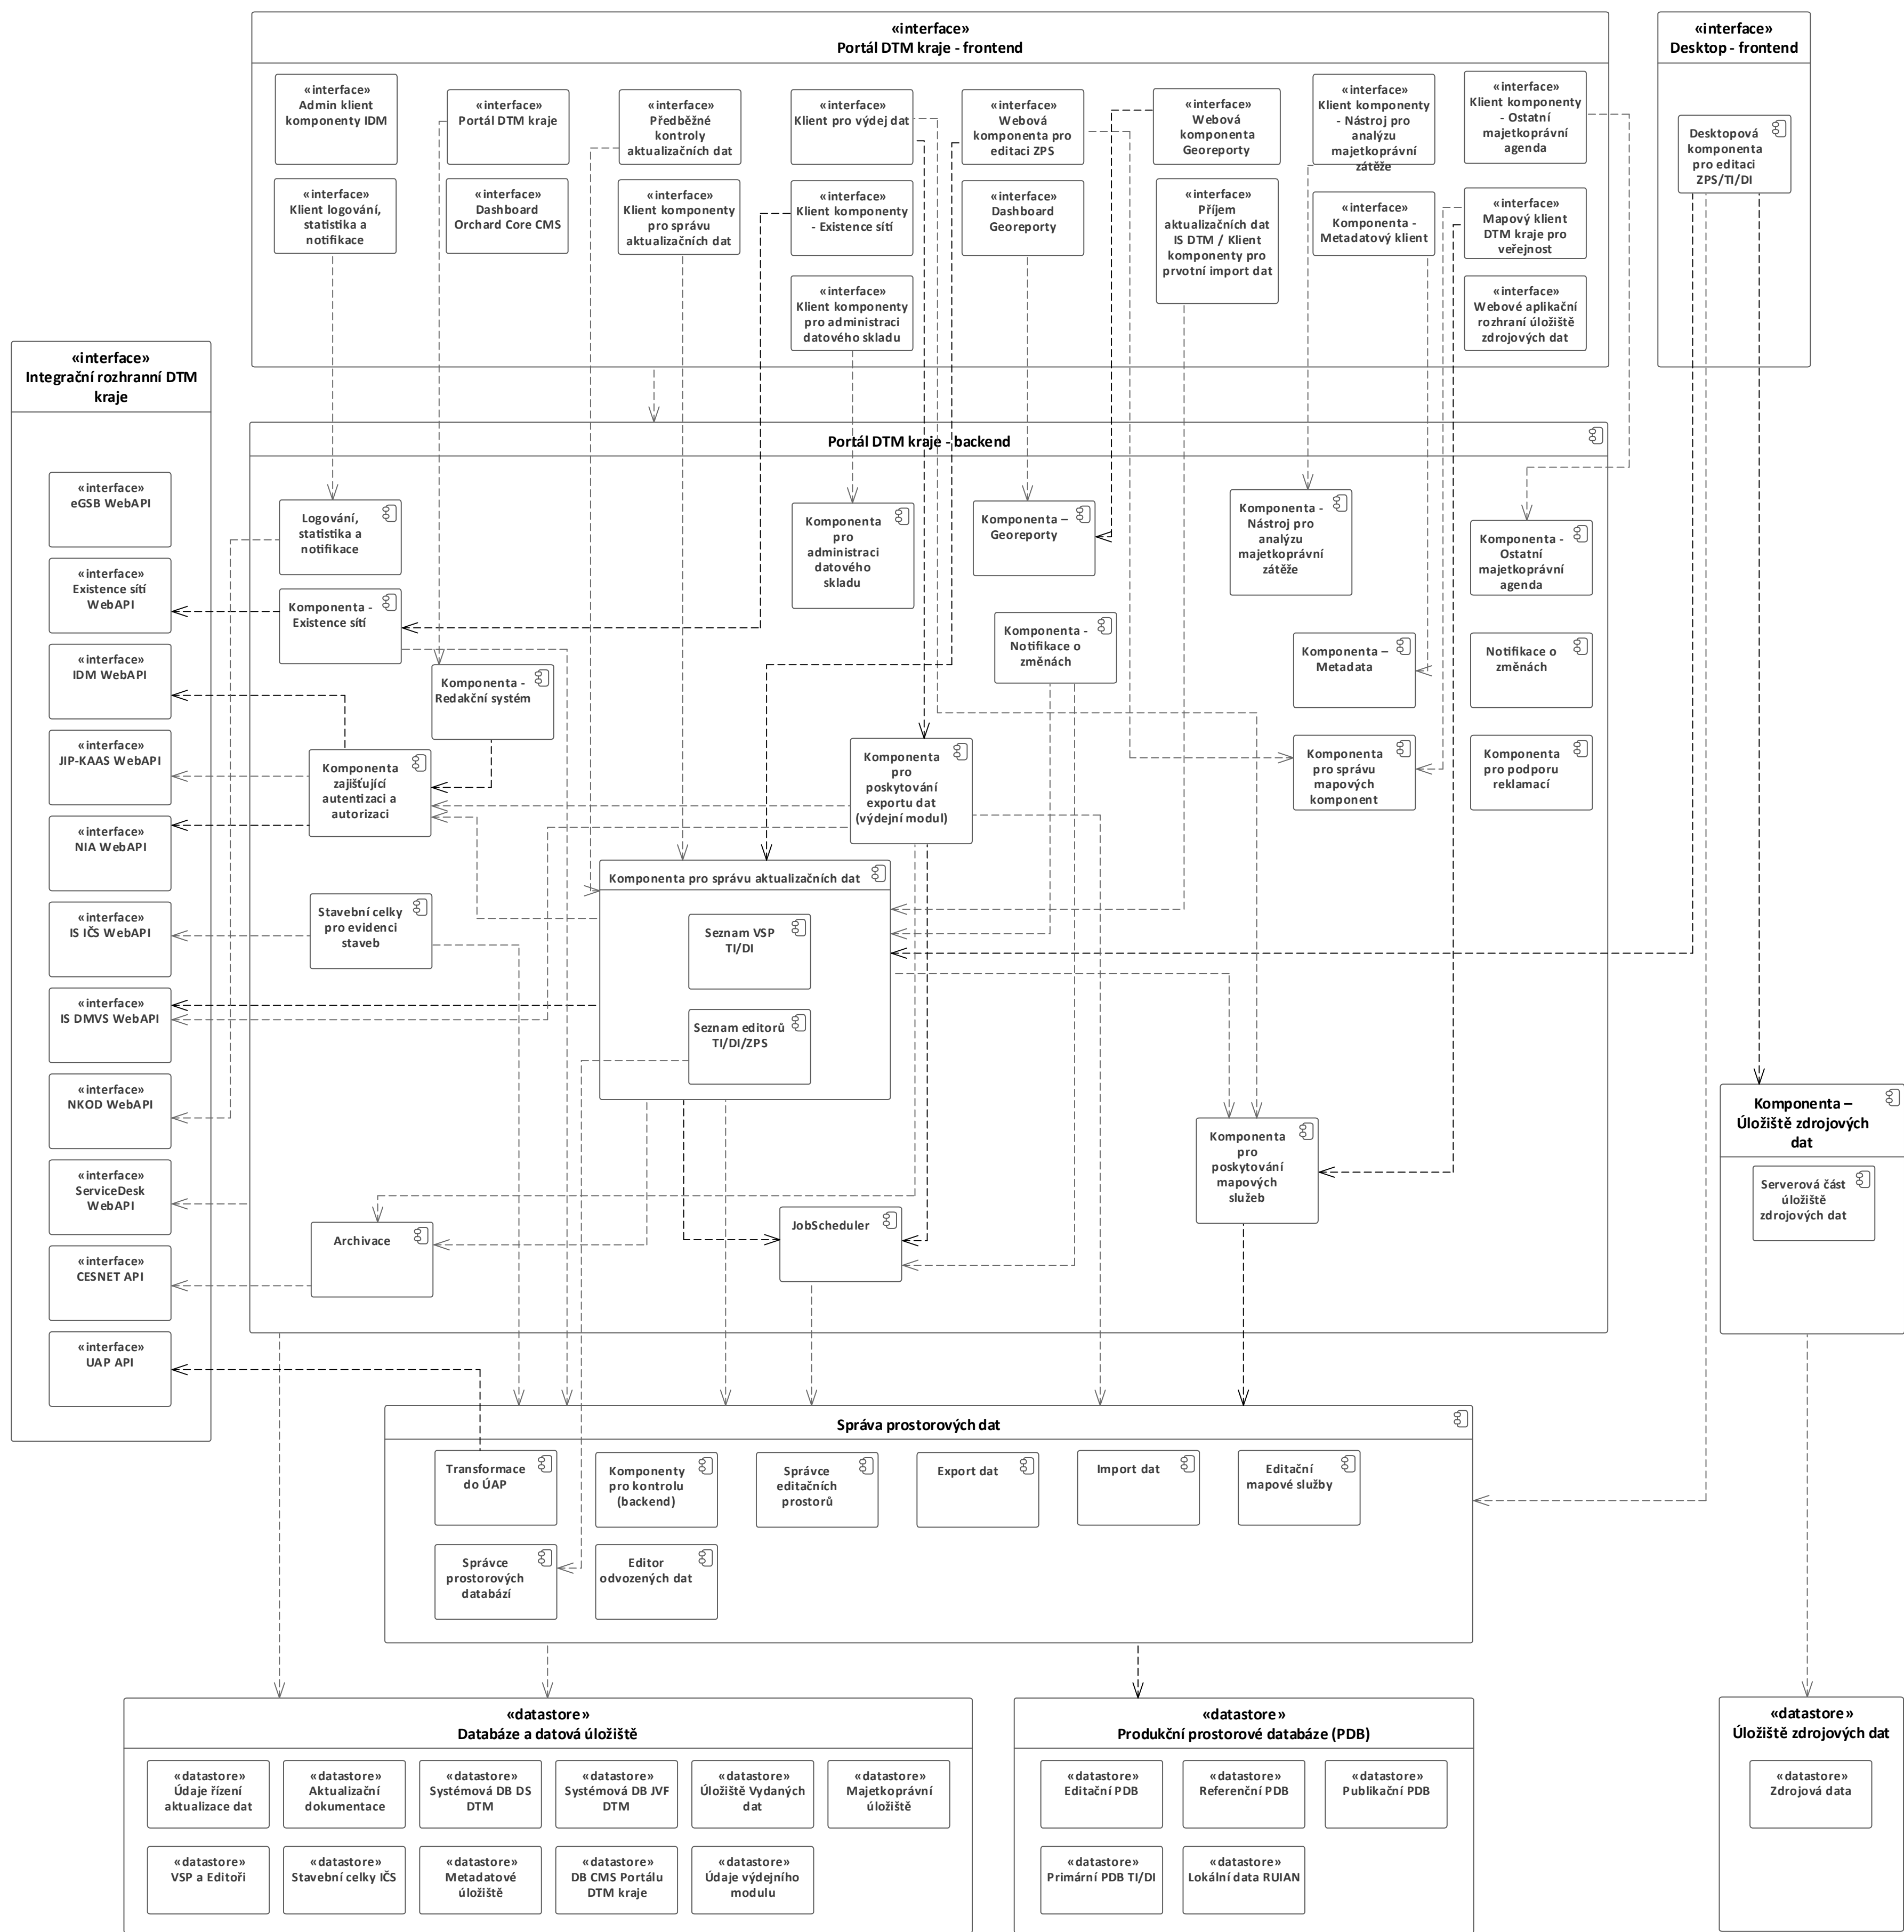 «interface»
Portál DTM kraje - frontend
«interface»
Admin klient
komponenty IDM
«interface»
Portál DTM kraje
«interface»
Předběžné
kontroly
aktualizačních dat
«interface»
Klient pro výdej dat
«interface»
Webová
komponenta pro
editaci ZPS
«interface»
Webová
komponenta
Georeporty
«interface»
Klient komponenty
- Nástroj pro
analýzu
majetkoprávní
zátěže
«interface»
Klient komponenty
- Ostatní
majetkoprávní
agenda
«interface»
Klient logování,
statistika a
notifikace
«interface»
Dashboard
Orchard Core CMS
«interface»
Klient komponenty
pro správu
aktualizačních dat
«interface»
Klient komponenty
- Existence sítí
«interface»
Dashboard
Georeporty
«interface»
Příjem
aktualizačních dat
IS DTM / Klient
komponenty pro
prvotní import dat
«interface»
Komponenta -
Metadatový klient
«interface»
Mapový klient
DTM kraje pro
veřejnost
«interface»
Klient komponenty
pro administraci
datového skladu
«interface»
Webové aplikační
rozhraní úložiště
zdrojových dat
«interface»
Desktop - frontend
Desktopová
komponenta
pro editaci
ZPS/TI/DI
«interface»
Integrační rozhranní DTM
kraje
«interface»
eGSB WebAPI
«interface»
Existence sítí
WebAPI
«interface»
IDM WebAPI
«interface»
JIP-KAAS WebAPI
«interface»
NIA WebAPI
«interface»
IS IČS WebAPI
«interface»
IS DMVS WebAPI
«interface»
NKOD WebAPI
«interface»
ServiceDesk
WebAPI
«interface»
CESNET API
«interface»
UAP API
Portál DTM kraje - backend
Logování,
statistika a
notifikace
Komponenta
pro
administraci
datového
skladu
Komponenta –
Georeporty
Komponenta -
Nástroj pro
analýzu
majetkoprávní
zátěže
Komponenta -
Ostatní
majetkoprávní
agenda
Komponenta -
Existence sítí
Komponenta -
Notifikace o
změnách
Komponenta –
Metadata
Notifikace o
změnách
Komponenta -
Redakční systém
Komponenta
zajišťující
autentizaci a
autorizaci
Komponenta
pro
poskytování
exportu dat
(výdejní modul)
Komponenta
pro správu
mapových
komponent
Komponenta
pro podporu
reklamací
Komponenta pro správu aktualizačních dat
Seznam VSP
TI/DI
Seznam editorů
TI/DI/ZPS
Stavební celky
pro evidenci
staveb
Komponenta
pro
poskytování
mapových
služeb
Archivace
JobScheduler
Komponenta –
Úložiště zdrojových
dat
Serverová část
úložiště
zdrojových dat
Správa prostorových dat
Transformace
do ÚAP
Komponenty
pro kontrolu
(backend)
Správce
editačních
prostorů
Export dat
Import dat
Editační
mapové služby
Správce
prostorových
databází
Editor
odvozených dat
«datastore»
Databáze a datová úložiště
«datastore»
Údaje řízení
aktualizace dat
«datastore»
Aktualizační
dokumentace
«datastore»
Systémová DB DS
DTM
«datastore»
Systémová DB JVF
DTM
«datastore»
Úložiště Vydaných
dat
«datastore»
Majetkoprávní
úložiště
«datastore»
VSP a Editoři
«datastore»
Stavební celky IČS
«datastore»
Metadatové
úložiště
«datastore»
DB CMS Portálu
DTM kraje
«datastore»
Údaje výdejního
modulu
«datastore»
Produkční prostorové databáze (PDB)
«datastore»
Editační PDB
«datastore»
Referenční PDB
«datastore»
Publikační PDB
«datastore»
Primární PDB TI/DI
«datastore»
Lokální data RUIAN
«datastore»
Úložiště zdrojových dat
«datastore»
Zdrojová data